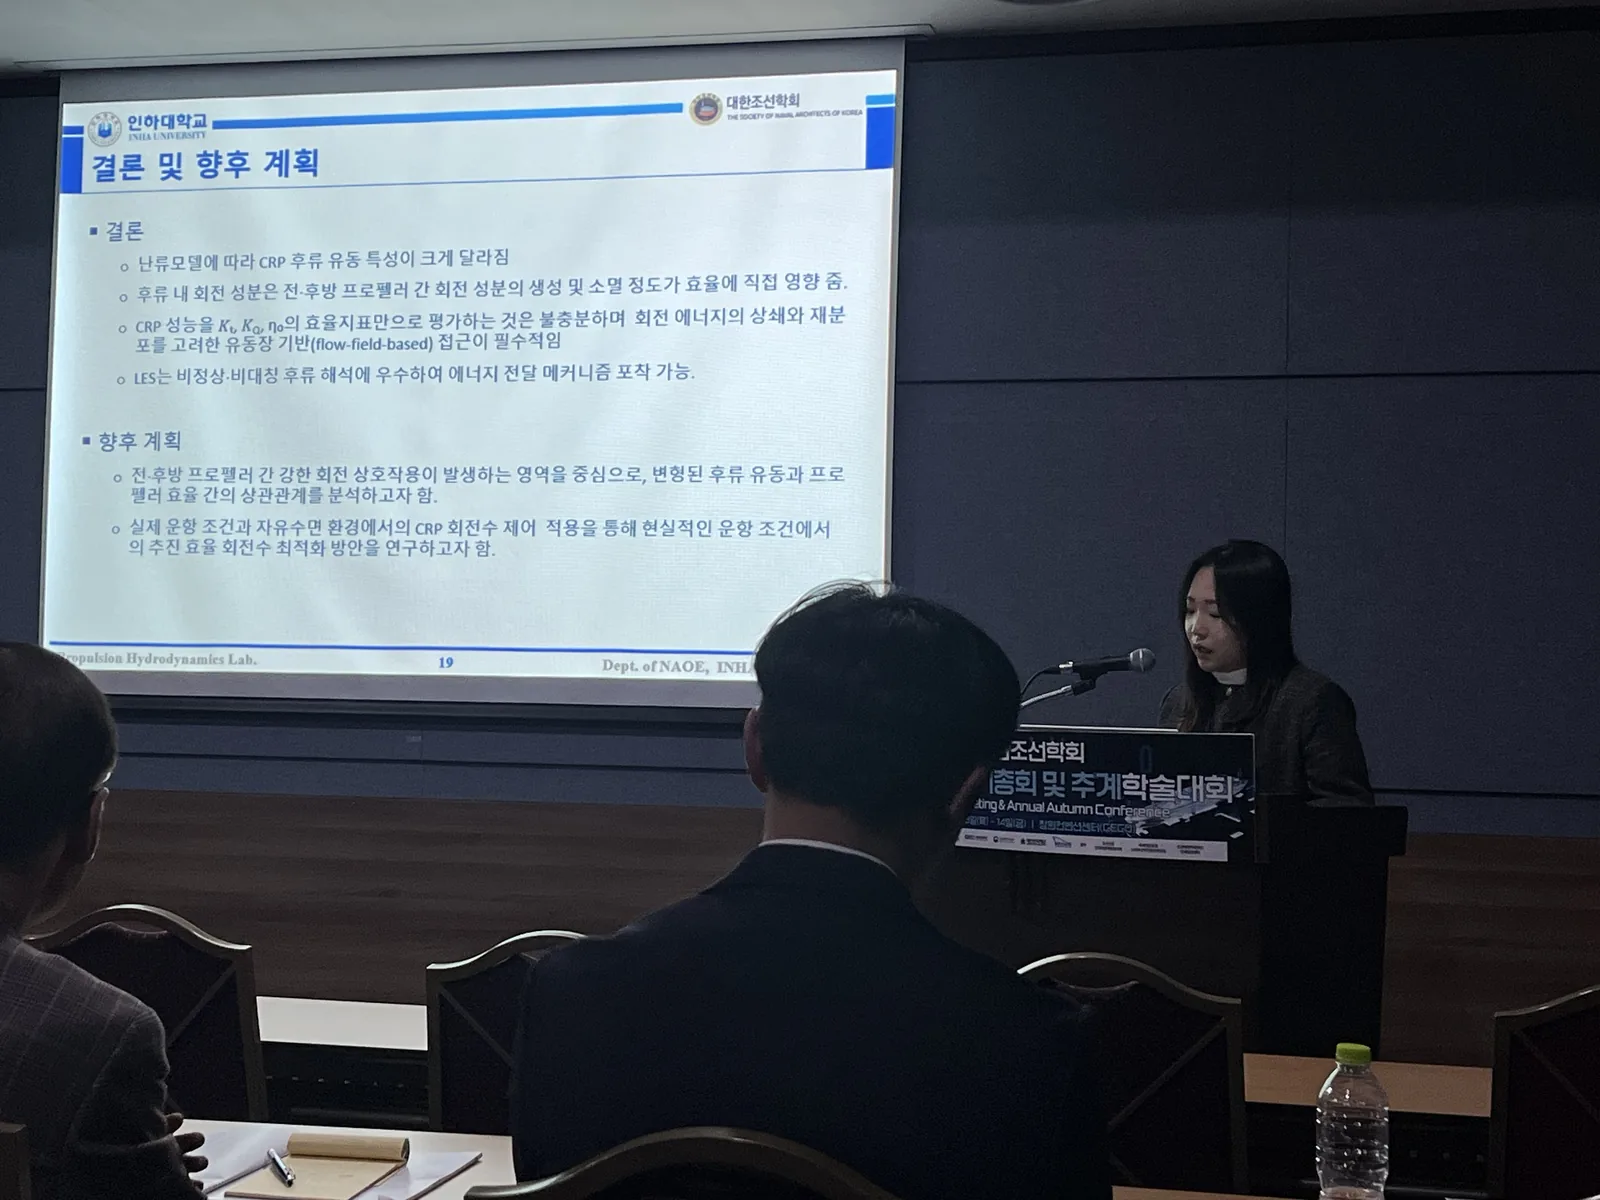 인하대학교
INHA UNIVERSITY
대한조선학회
THE SOCIETY OF NAVAL ARCHITECTS OF KOREA
결론 및 향후 계획
▪ 결론
o 난류모델에 따라 CRP 후류 유동 특성이 크게 달라짐
o 후류 내 회전 성분은 전·후방 프로펠러 간 회전 성분의 생성 및 소멸 정도가 효율에 직접 영향 줌.
o CRP 성능을 Kt, KQ, η₀의 효율지표만으로 평가하는 것은 불충분하며 회전 에너지의 상쇄와 재분
포를 고려한 유동장 기반(flow-field-based) 접근이 필수적임
o LES는 비정상·비대칭 후류 해석에 우수하여 에너지 전달 메커니즘 포착 가능.
▪ 향후 계획
o 전·후방 프로펠러 간 강한 회전 상호작용이 발생하는 영역을 중심으로, 변형된 후류 유동과 프로
펠러 효율 간의 상관관계를 분석하고자 함.
o 실제 운항 조건과 자유수면 환경에서의 CRP 회전수 제어 적용을 통해 현실적인 운항 조건에서
의 추진 효율 회전수 최적화 방안을 연구하고자 함.
Propulsion Hydrodynamics Lab.
19
Dept. of NAOE, INHA
조선학회
총회 및 추계학술대회
ting & Annual Autumn Conference
14일(금) | 창원컨벤션센터(CECO)